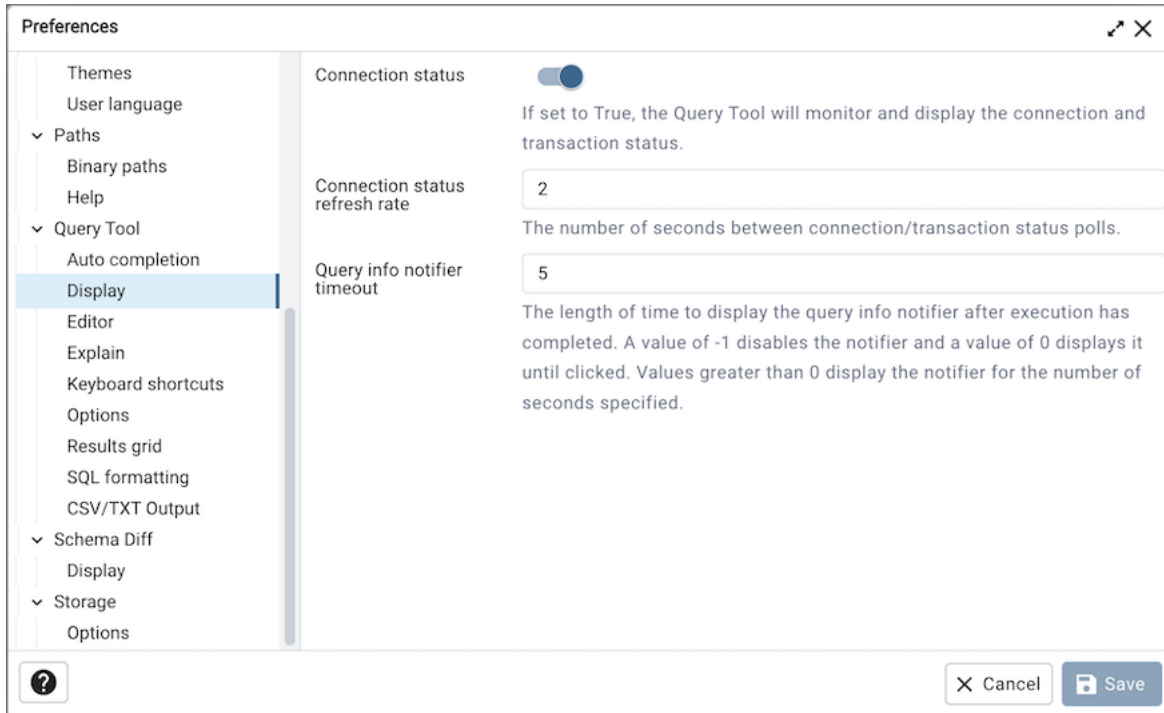 Preferences
Themes
User language
Paths
Binary paths
Help
Query Tool
Auto completion
Display
Editor
Explain
Keyboard shortcuts
Options
Results grid
SQL formatting
CSV/TXT Output
Schema Diff
Display
Storage
Options
Connection status
If set to True, the Query Tool will monitor and display the connection and
transaction status.
Connection status
refresh rate
2
The number of seconds between connection/transaction status polls.
Query info notifier
timeout
5
The length of time to display the query info notifier after execution has
completed. A value of -1 disables the notifier and a value of 0 displays it
until clicked. Values greater than 0 display the notifier for the number of
seconds specified.
?
Cancel
Save